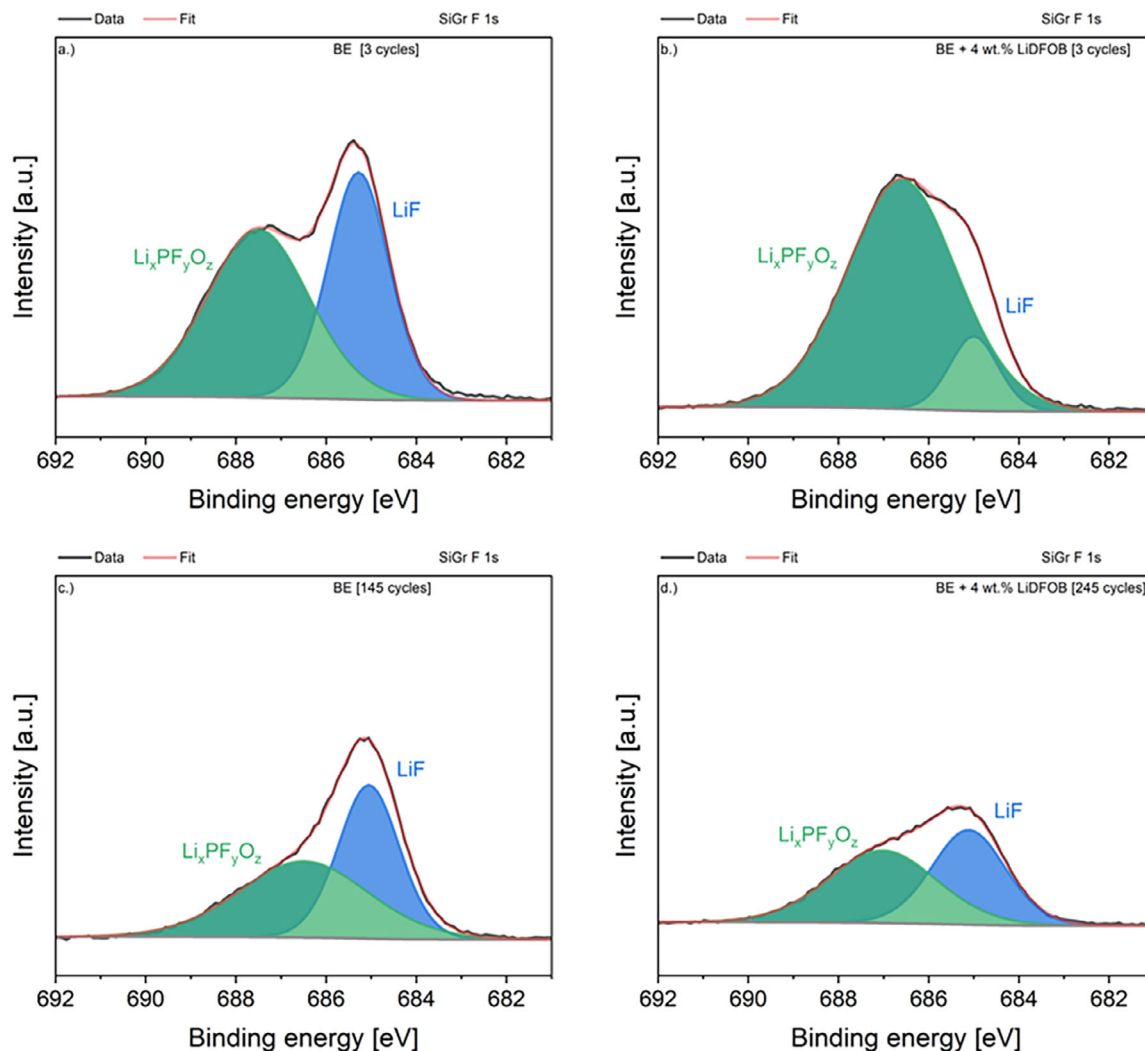 Data Fit SiGr F 1s
a.) BE [3 cycles]
Intensity [a.u.]
LiF
LiₓPFᵧO_z
692 690 688 686 684 682
Binding energy [eV]
Data Fit SiGr F 1s
b.) BE + 4 wt.% LiDFOB [3 cycles]
Intensity [a.u.]
LiₓPFᵧO_z
LiF
692 690 688 686 684 682
Binding energy [eV]
Data Fit SiGr F 1s
c.) BE [145 cycles]
Intensity [a.u.]
LiF
LiₓPFᵧO_z
692 690 688 686 684 682
Binding energy [eV]
Data Fit SiGr F 1s
d.) BE + 4 wt.% LiDFOB [245 cycles]
Intensity [a.u.]
LiF
LiₓPFᵧO_z
692 690 688 686 684 682
Binding energy [eV]